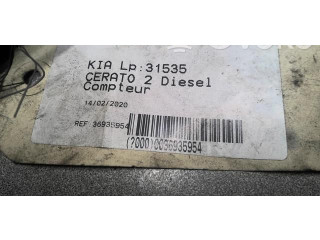 KIA Lp:31535
CERATO 2 Diesel
Compteur
14/02/2020
REF 36935954
(2000)0036935954